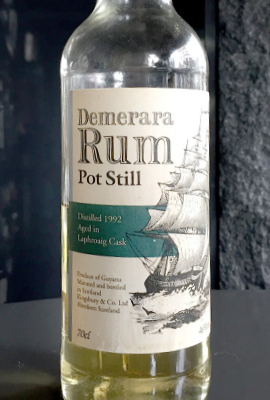 Demerara
Rum
Pot Still
Distilled 1992
Aged in
Laphroaig Cask
Produce of Guyana
Matured and bottled
in Scotland
Kingsbury & Co. Ltd
Aberdeen Scotland
70cl